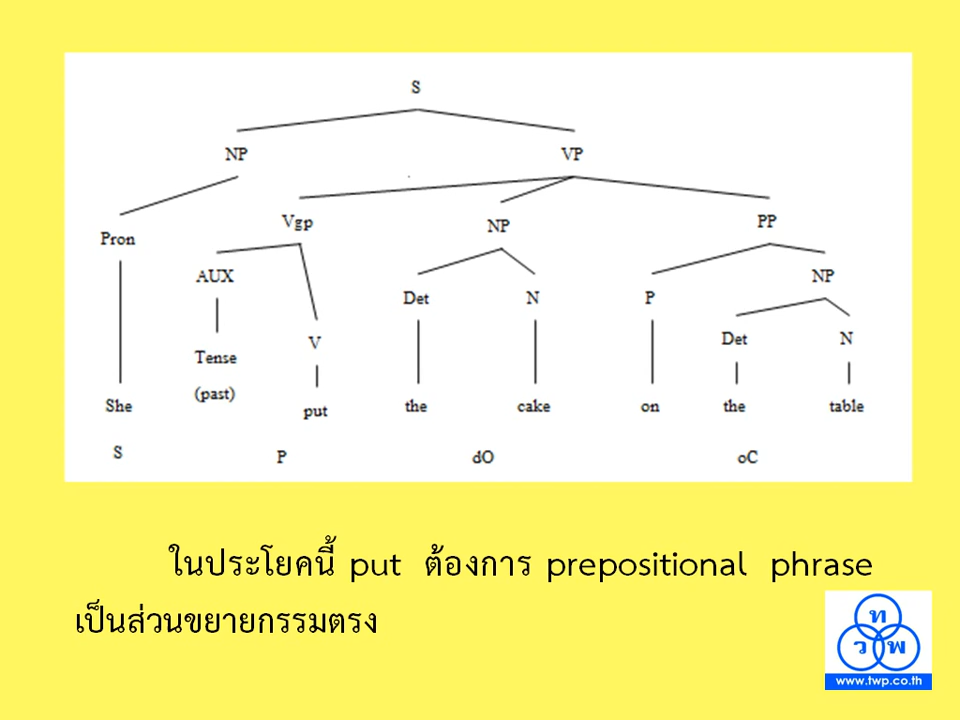 S
NP VP
Pron Vgp NP PP
AUX Det N P NP
Tense V Det N
(past)
She put the cake on the table
S P dO oC
ในประโยคนี้ put ต้องการ prepositional phrase
เป็นส่วนขยายกรรมตรง
ท
ว พ
www.twp.co.th